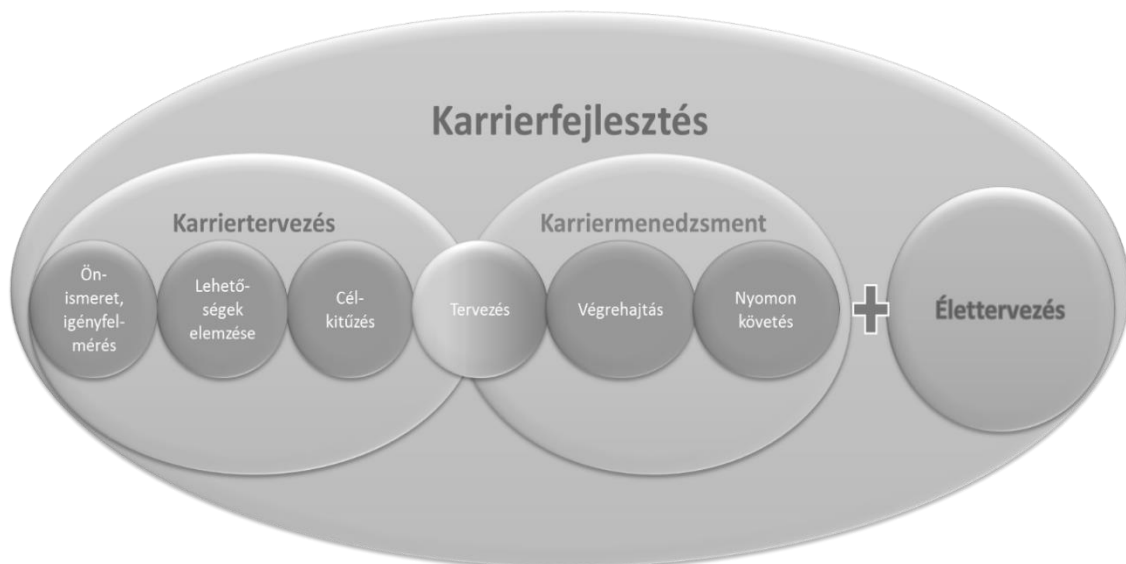 Karrierfejlesztés
Karriertervezés
Ön-
ismeret,
igényfel-
mérés
Lehető-
ségek
elemzése
Cél-
kitűzés
Tervezés
Karriermenedzsment
Végrehajtás
Nyomon
követés
+
Élettervezés